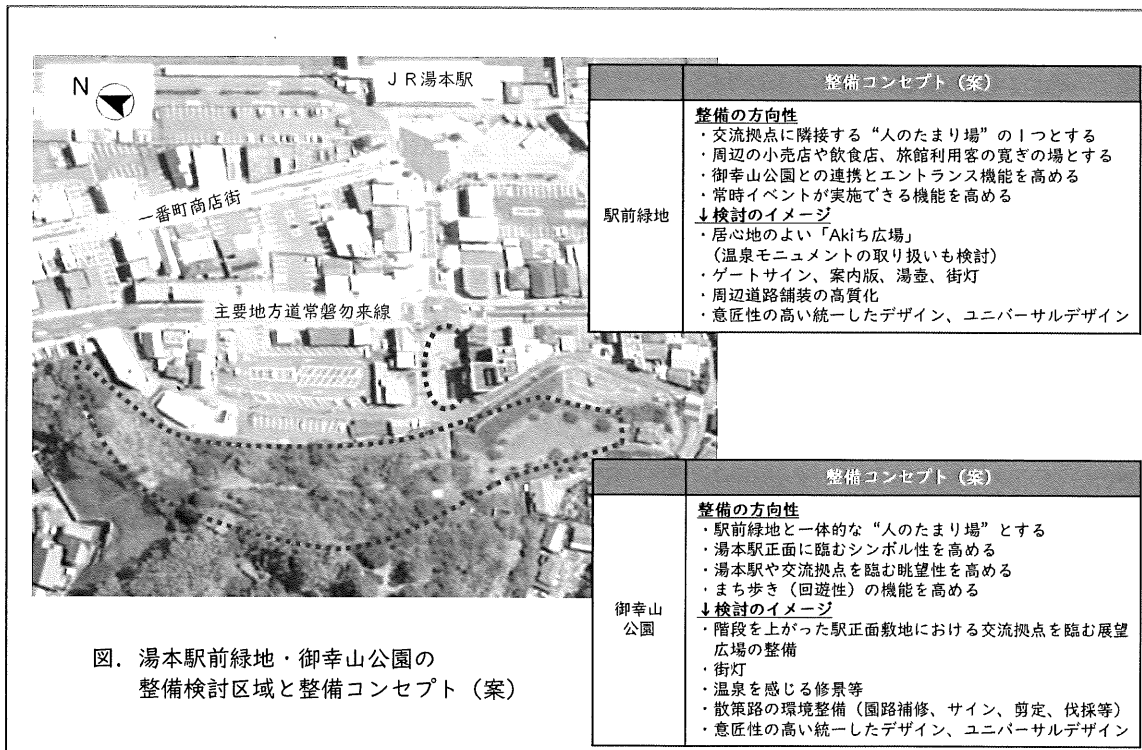 N
JR湯本駅
一番町商店街
主要地方道常磐勿来線
整備コンセプト（案）
駅前緑地
整備の方向性
・交流拠点に隣接する“人のたまり場”の1つとする
・周辺の小売店や飲食店、旅館利用客の寛ぎの場とする
・御幸山公園との連携とエントランス機能を高める
・常時イベントが実施できる機能を高める
↓検討のイメージ
・居心地のよい「Akiち広場」
（温泉モニュメントの取り扱いも検討）
・ゲートサイン、案内版、湯壺、街灯
・周辺道路舗装の高質化
・意匠性の高い統一したデザイン、ユニバーサルデザイン
整備コンセプト（案）
御幸山
公園
整備の方向性
・駅前緑地と一体的な“人のたまり場”とする
・湯本駅正面に臨むシンボル性を高める
・湯本駅や交流拠点を臨む眺望性を高める
・まち歩き（回遊性）の機能を高める
↓検討のイメージ
・階段を上がった駅正面敷地における交流拠点を臨む展望
広場の整備
・街灯
・温泉を感じる修景等
・散策路の環境整備（園路補修、サイン、剪定、伐採等）
・意匠性の高い統一したデザイン、ユニバーサルデザイン
図．湯本駅前緑地・御幸山公園の
整備検討区域と整備コンセプト（案）